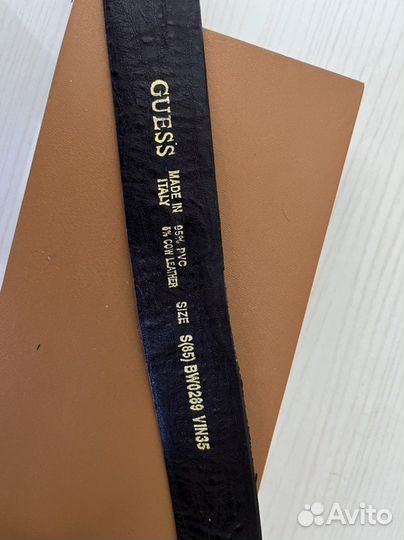 GUESS
MADE IN
ITALY
95% PVC
5% COW LEATHER
SIZE S(85) BW0289 VIN35
Avito